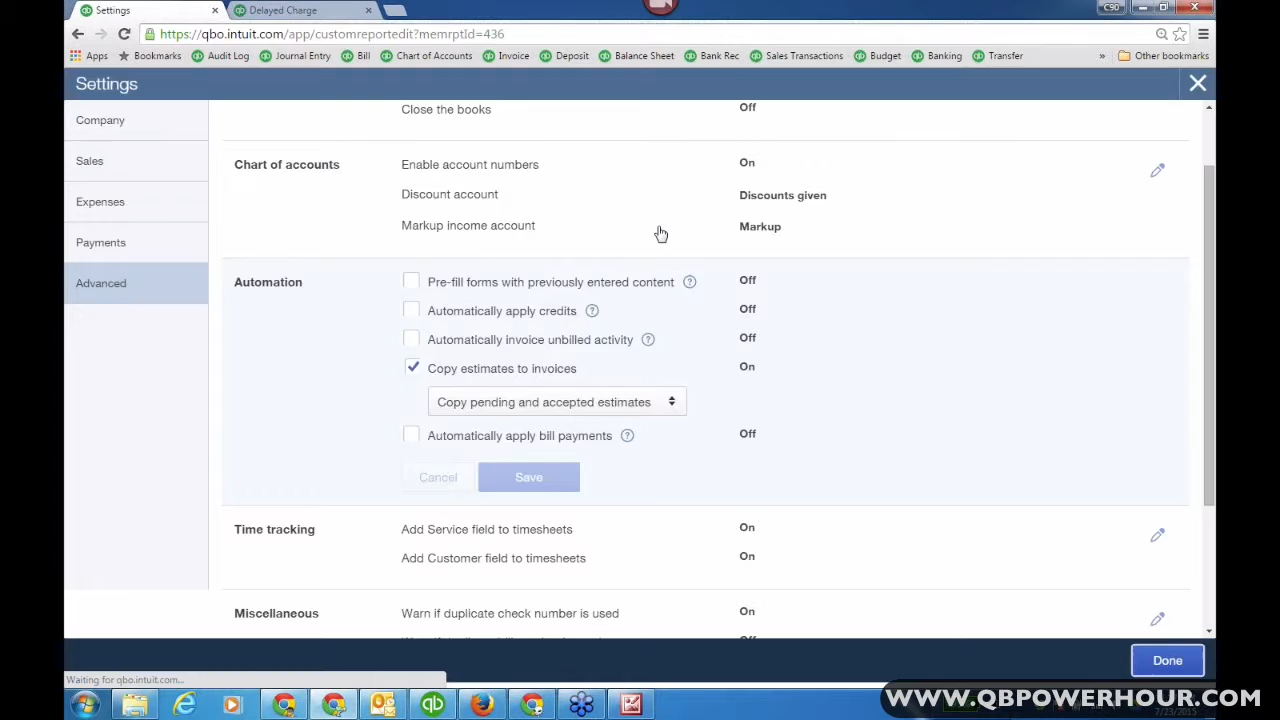 Settings
Delayed Charge
CSO
https://qbo.intuit.com/app/customreportedit?memrptId=436
Apps Bookmarks Audit Log Journal Entry Bill Chart of Accounts Invoice Deposit Balance Sheet Bank Rec Sales Transactions Budget Banking Transfer » Other bookmarks
Settings
Company
Sales
Expenses
Payments
Advanced
Close the books Off
Chart of accounts Enable account numbers On
Discount account Discounts given
Markup income account Markup
Automation Pre-fill forms with previously entered content ? Off
Automatically apply credits ? Off
Automatically invoice unbilled activity ? Off
Copy estimates to invoices On
Copy pending and accepted estimates
Automatically apply bill payments ? Off
Cancel Save
Time tracking Add Service field to timesheets On
Add Customer field to timesheets On
Miscellaneous Warn if duplicate check number is used On
Off
Done
Waiting for qbo.intuit.com...
WWW.QBPOWERHOUR.COM
7/23/2015